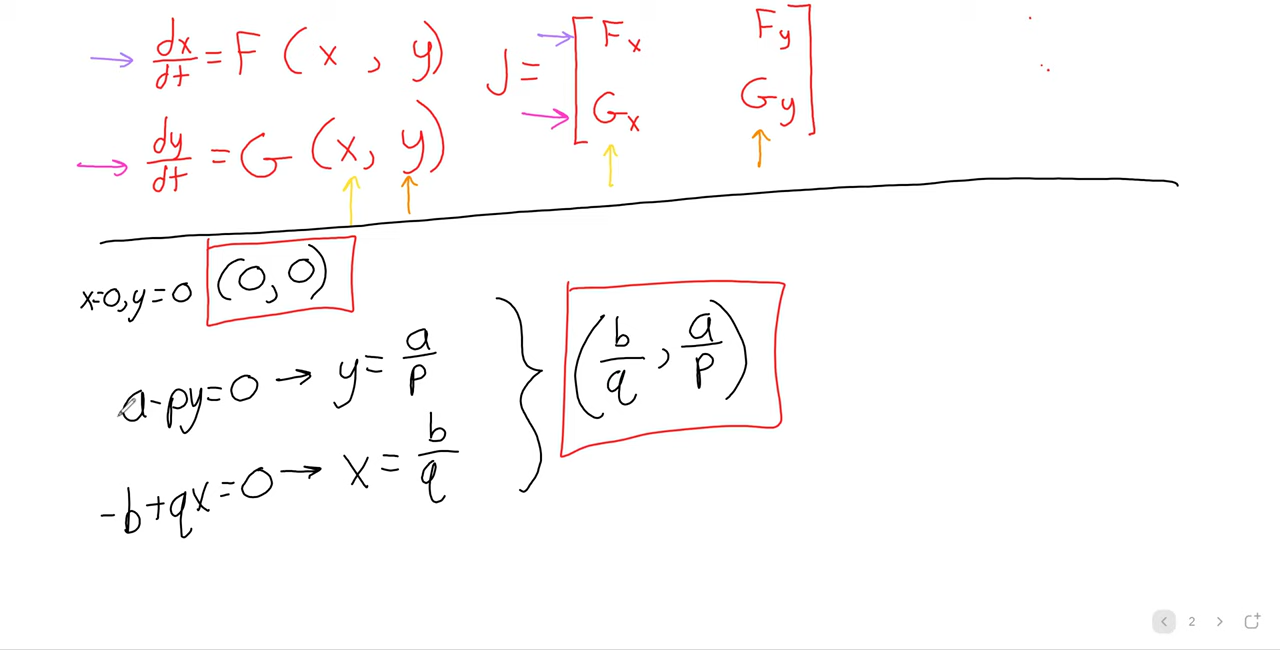 dx/dt = F (x, y)
dy/dt = G (x, y)
J = [ Fx Fy
Gx Gy ]
x=0, y=0 (0, 0)
a-py=0 → y= a/p
-b+qx=0 → x= b/q
} (b/q, a/p)
2